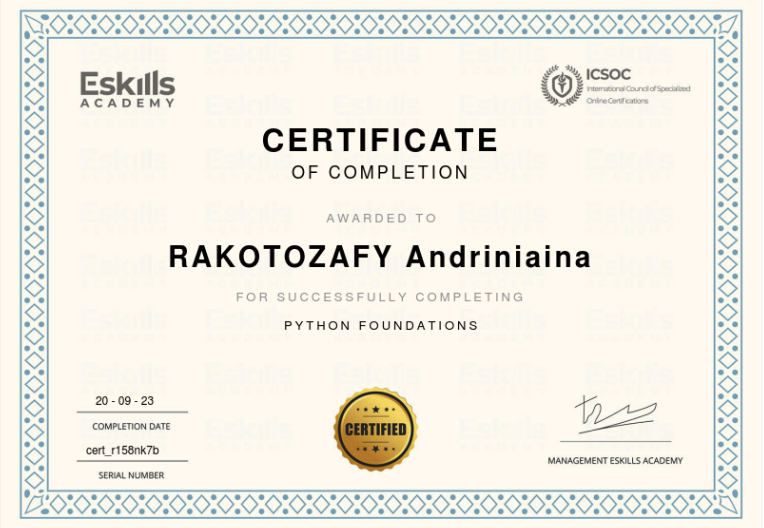 Eskılls
ACADEMY
ICSOC
International Council of Specialized
Online Certifications
CERTIFICATE
OF COMPLETION
AWARDED TO
RAKOTOZAFY Andriniaina
FOR SUCCESSFULLY COMPLETING
PYTHON FOUNDATIONS
20 - 09 - 23
COMPLETION DATE
cert_r158nk7b
SERIAL NUMBER
CERTIFIED
MANAGEMENT ESKILLS ACADEMY